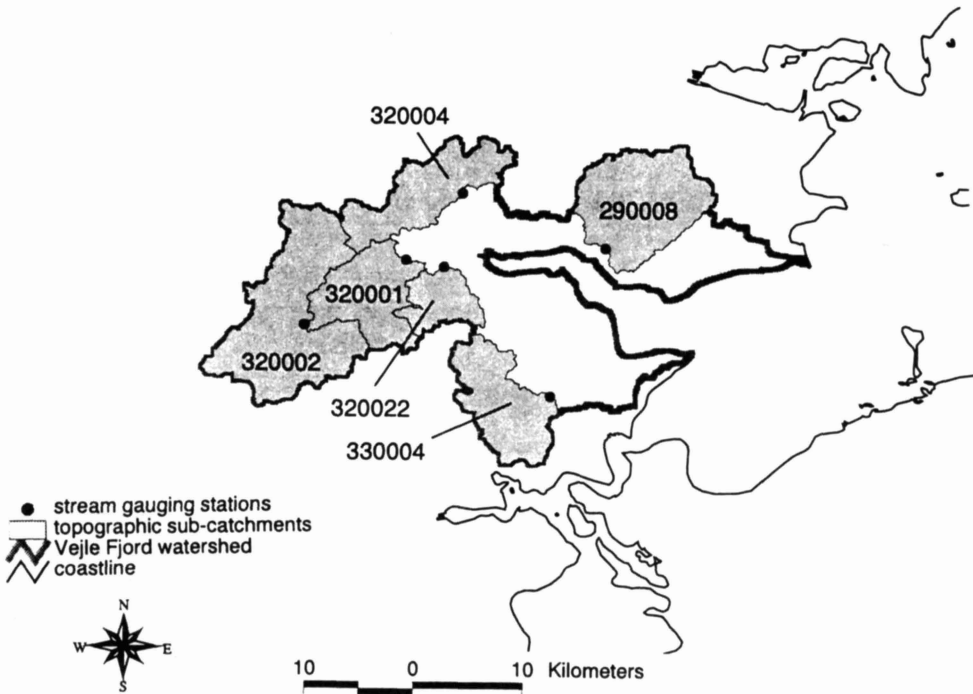 320004
290008
320001
320002
320022
330004
stream gauging stations
topographic sub-catchments
Vejle Fjord watershed
coastline
N
W E
S
10 0 10 Kilometers